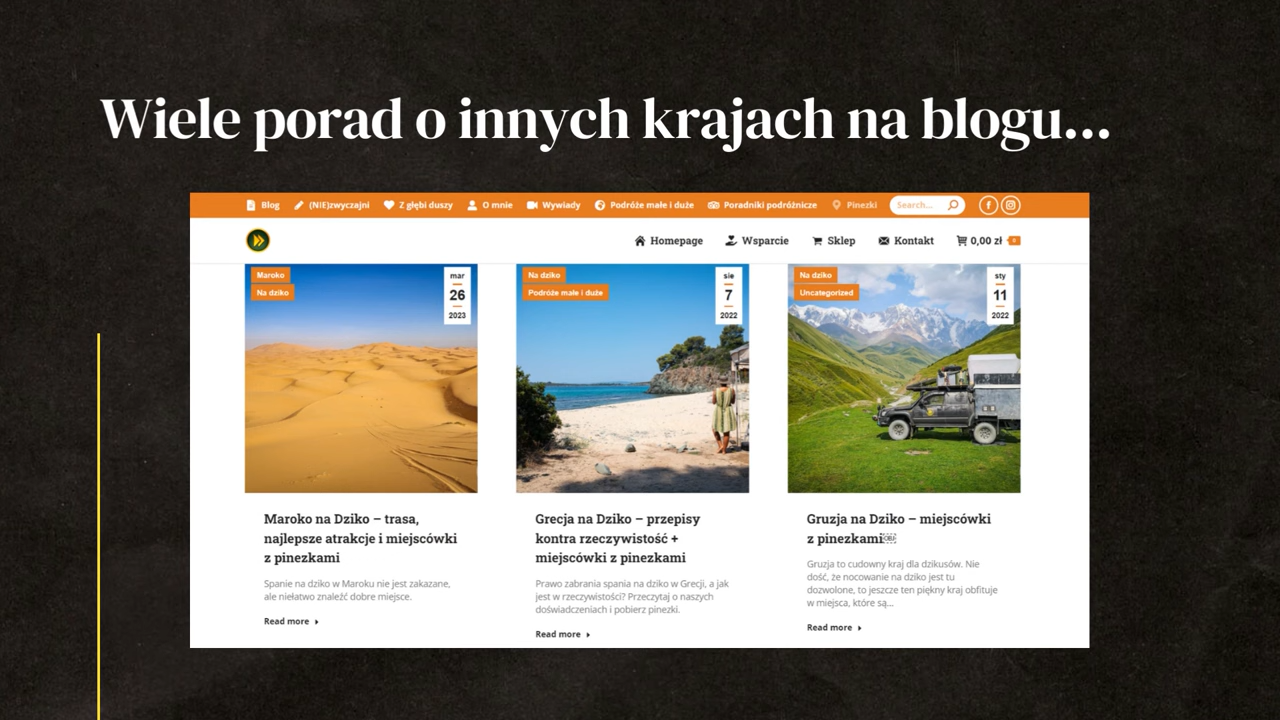 Wiele porad o innych krajach na blogu...
Blog (NIE)zwyczajni Z głębi duszy O mnie Wywiady Podróże małe i duże Poradniki podróżnicze Pinezki Search...
Homepage Wsparcie Sklep Kontakt 0,00 zł 0
Maroko
Na dziko
mar
26
2023
Na dziko
Podróże małe i duże
sie
7
2022
Na dziko
Uncategorized
sty
11
2022
Maroko na Dziko – trasa,
najlepsze atrakcje i miejscówki
z pinezkami
Spanie na dziko w Maroku nie jest zakazane,
ale niełatwo znaleźć dobre miejsce.
Read more
Grecja na Dziko – przepisy
kontra rzeczywistość +
miejscówki z pinezkami
Prawo zabrania spania na dziko w Grecji, a jak
jest w rzeczywistości? Przeczytaj o naszych
doświadczeniach i pobierz pinezki.
Read more
Gruzja na Dziko – miejscówki
z pinezkami
Gruzja to cudowny kraj dla dzikusów. Nie
dość, że nocowanie na dziko jest tu
dozwolone, to jeszcze ten piękny kraj obfituje
w miejsca, które są...
Read more